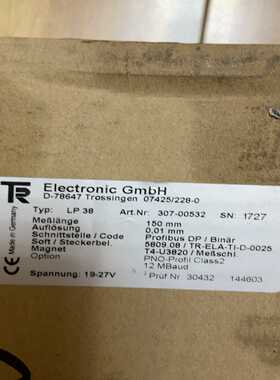 TR
Electronic GmbH
D-78647 Trossingen 07425/228-0
Made in Germany
Typ: LP 38 Art.Nr: 307-00532 SN: 1727
Meßlänge 150 mm
Auflösung 0,01 mm
Schnittstelle / Code Profibus DP / Binär
Soft / Steckerbel. 5809.08 / TR-ELA-TI-D-0025
Magnet T4-U3820 / Meßschl.
Option PNO-Profil Class2
12 MBaud
CE Spannung: 19-27V Prüf Nr 30432 144603